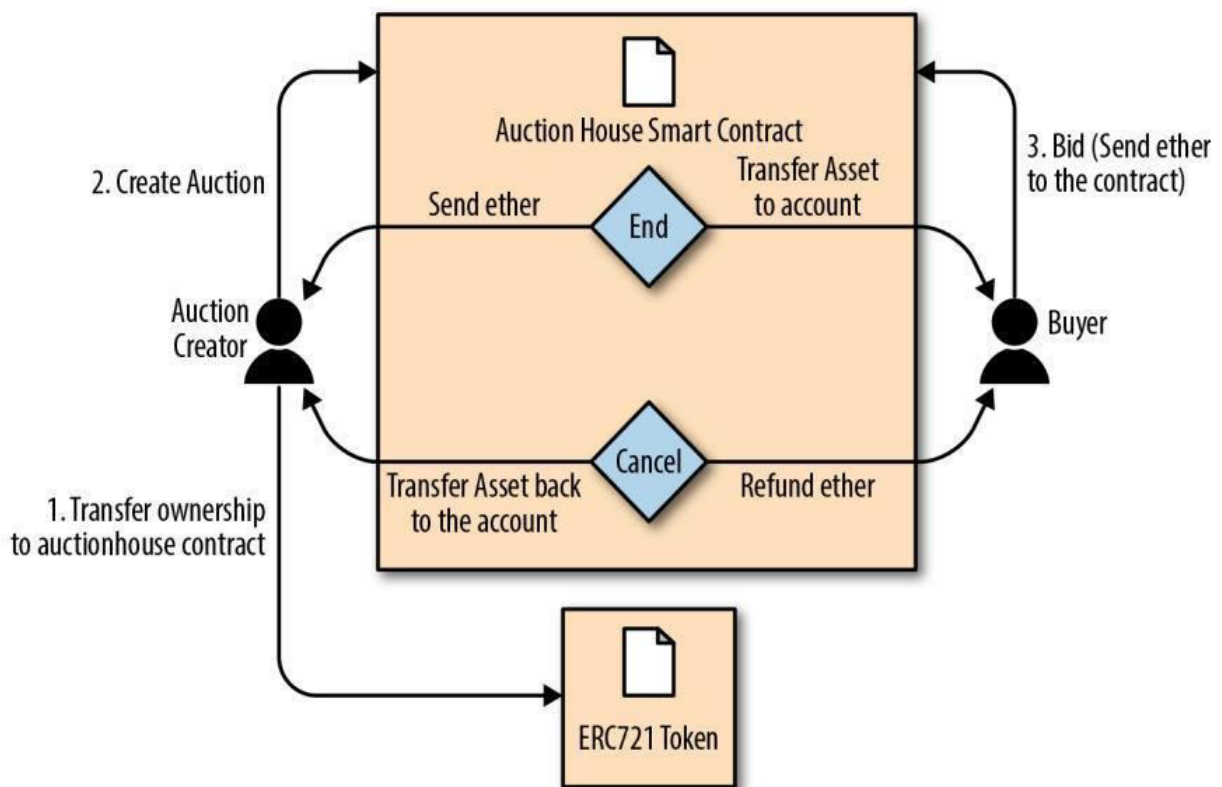 Auction House Smart Contract
2. Create Auction
3. Bid (Send ether
to the contract)
Send ether
End
Transfer Asset
to account
Auction
Creator
Buyer
Cancel
Transfer Asset back
to the account
Refund ether
1. Transfer ownership
to auctionhouse contract
ERC721 Token